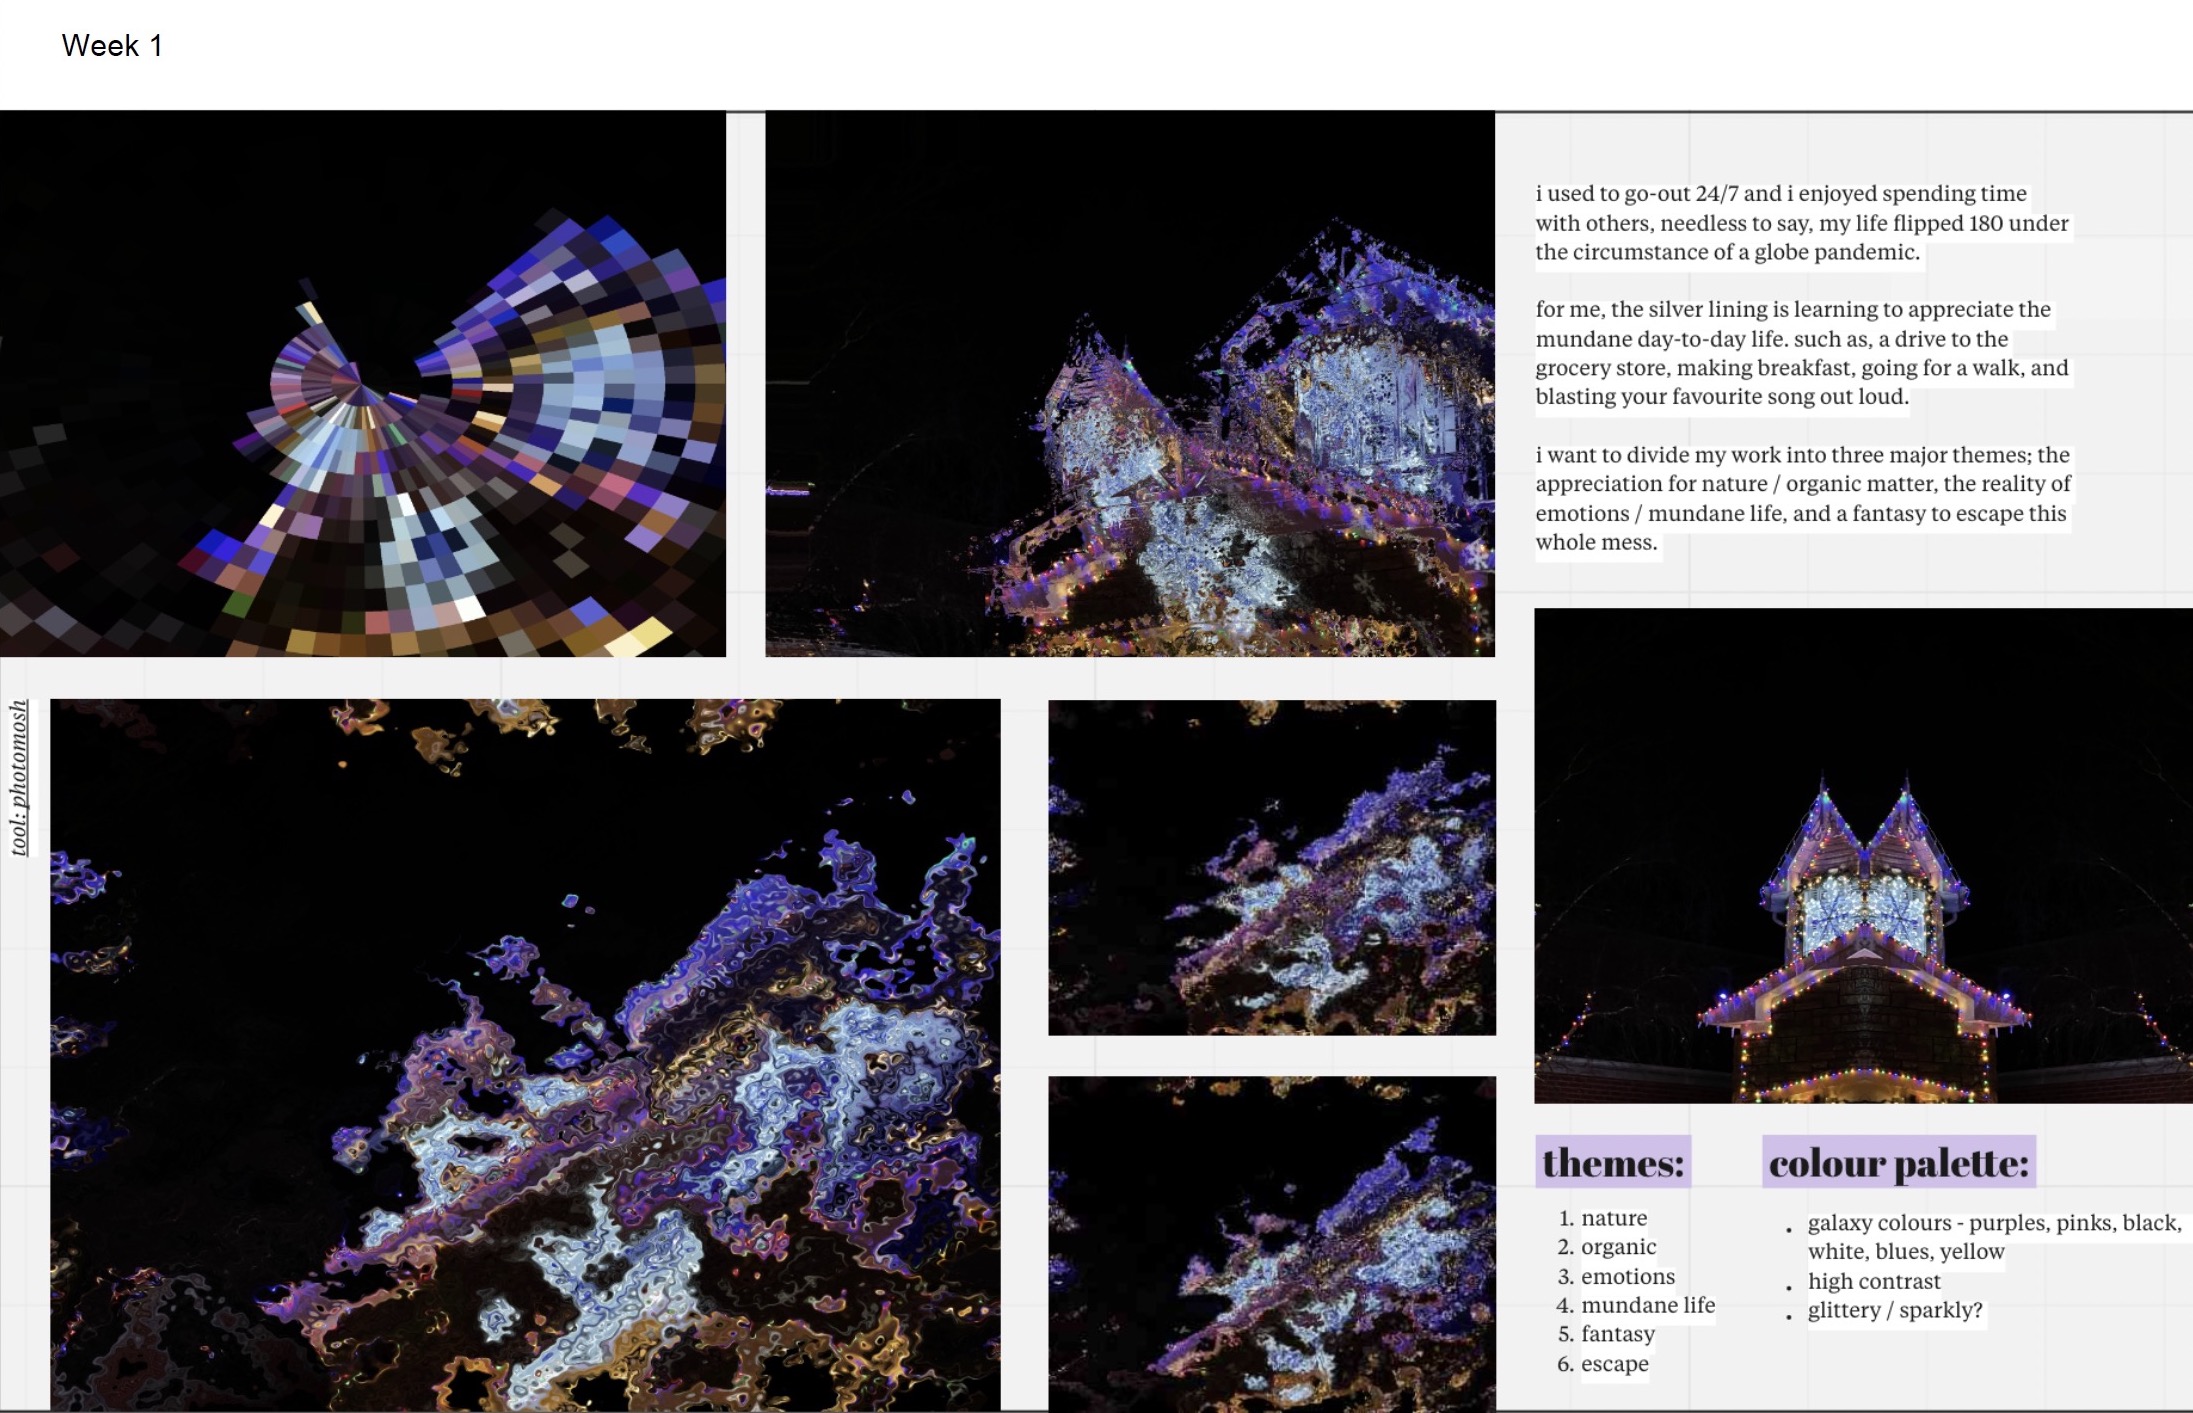 Week 1
i used to go-out 24/7 and i enjoyed spending time
with others, needless to say, my life flipped 180 under
the circumstance of a globe pandemic.
for me, the silver lining is learning to appreciate the
mundane day-to-day life. such as, a drive to the
grocery store, making breakfast, going for a walk, and
blasting your favourite song out loud.
i want to divide my work into three major themes; the
appreciation for nature / organic matter, the reality of
emotions / mundane life, and a fantasy to escape this
whole mess.
tool: photomosh
themes:
1. nature
2. organic
3. emotions
4. mundane life
5. fantasy
6. escape
colour palette:
• galaxy colours - purples, pinks, black,
white, blues, yellow
• high contrast
• glittery / sparkly?